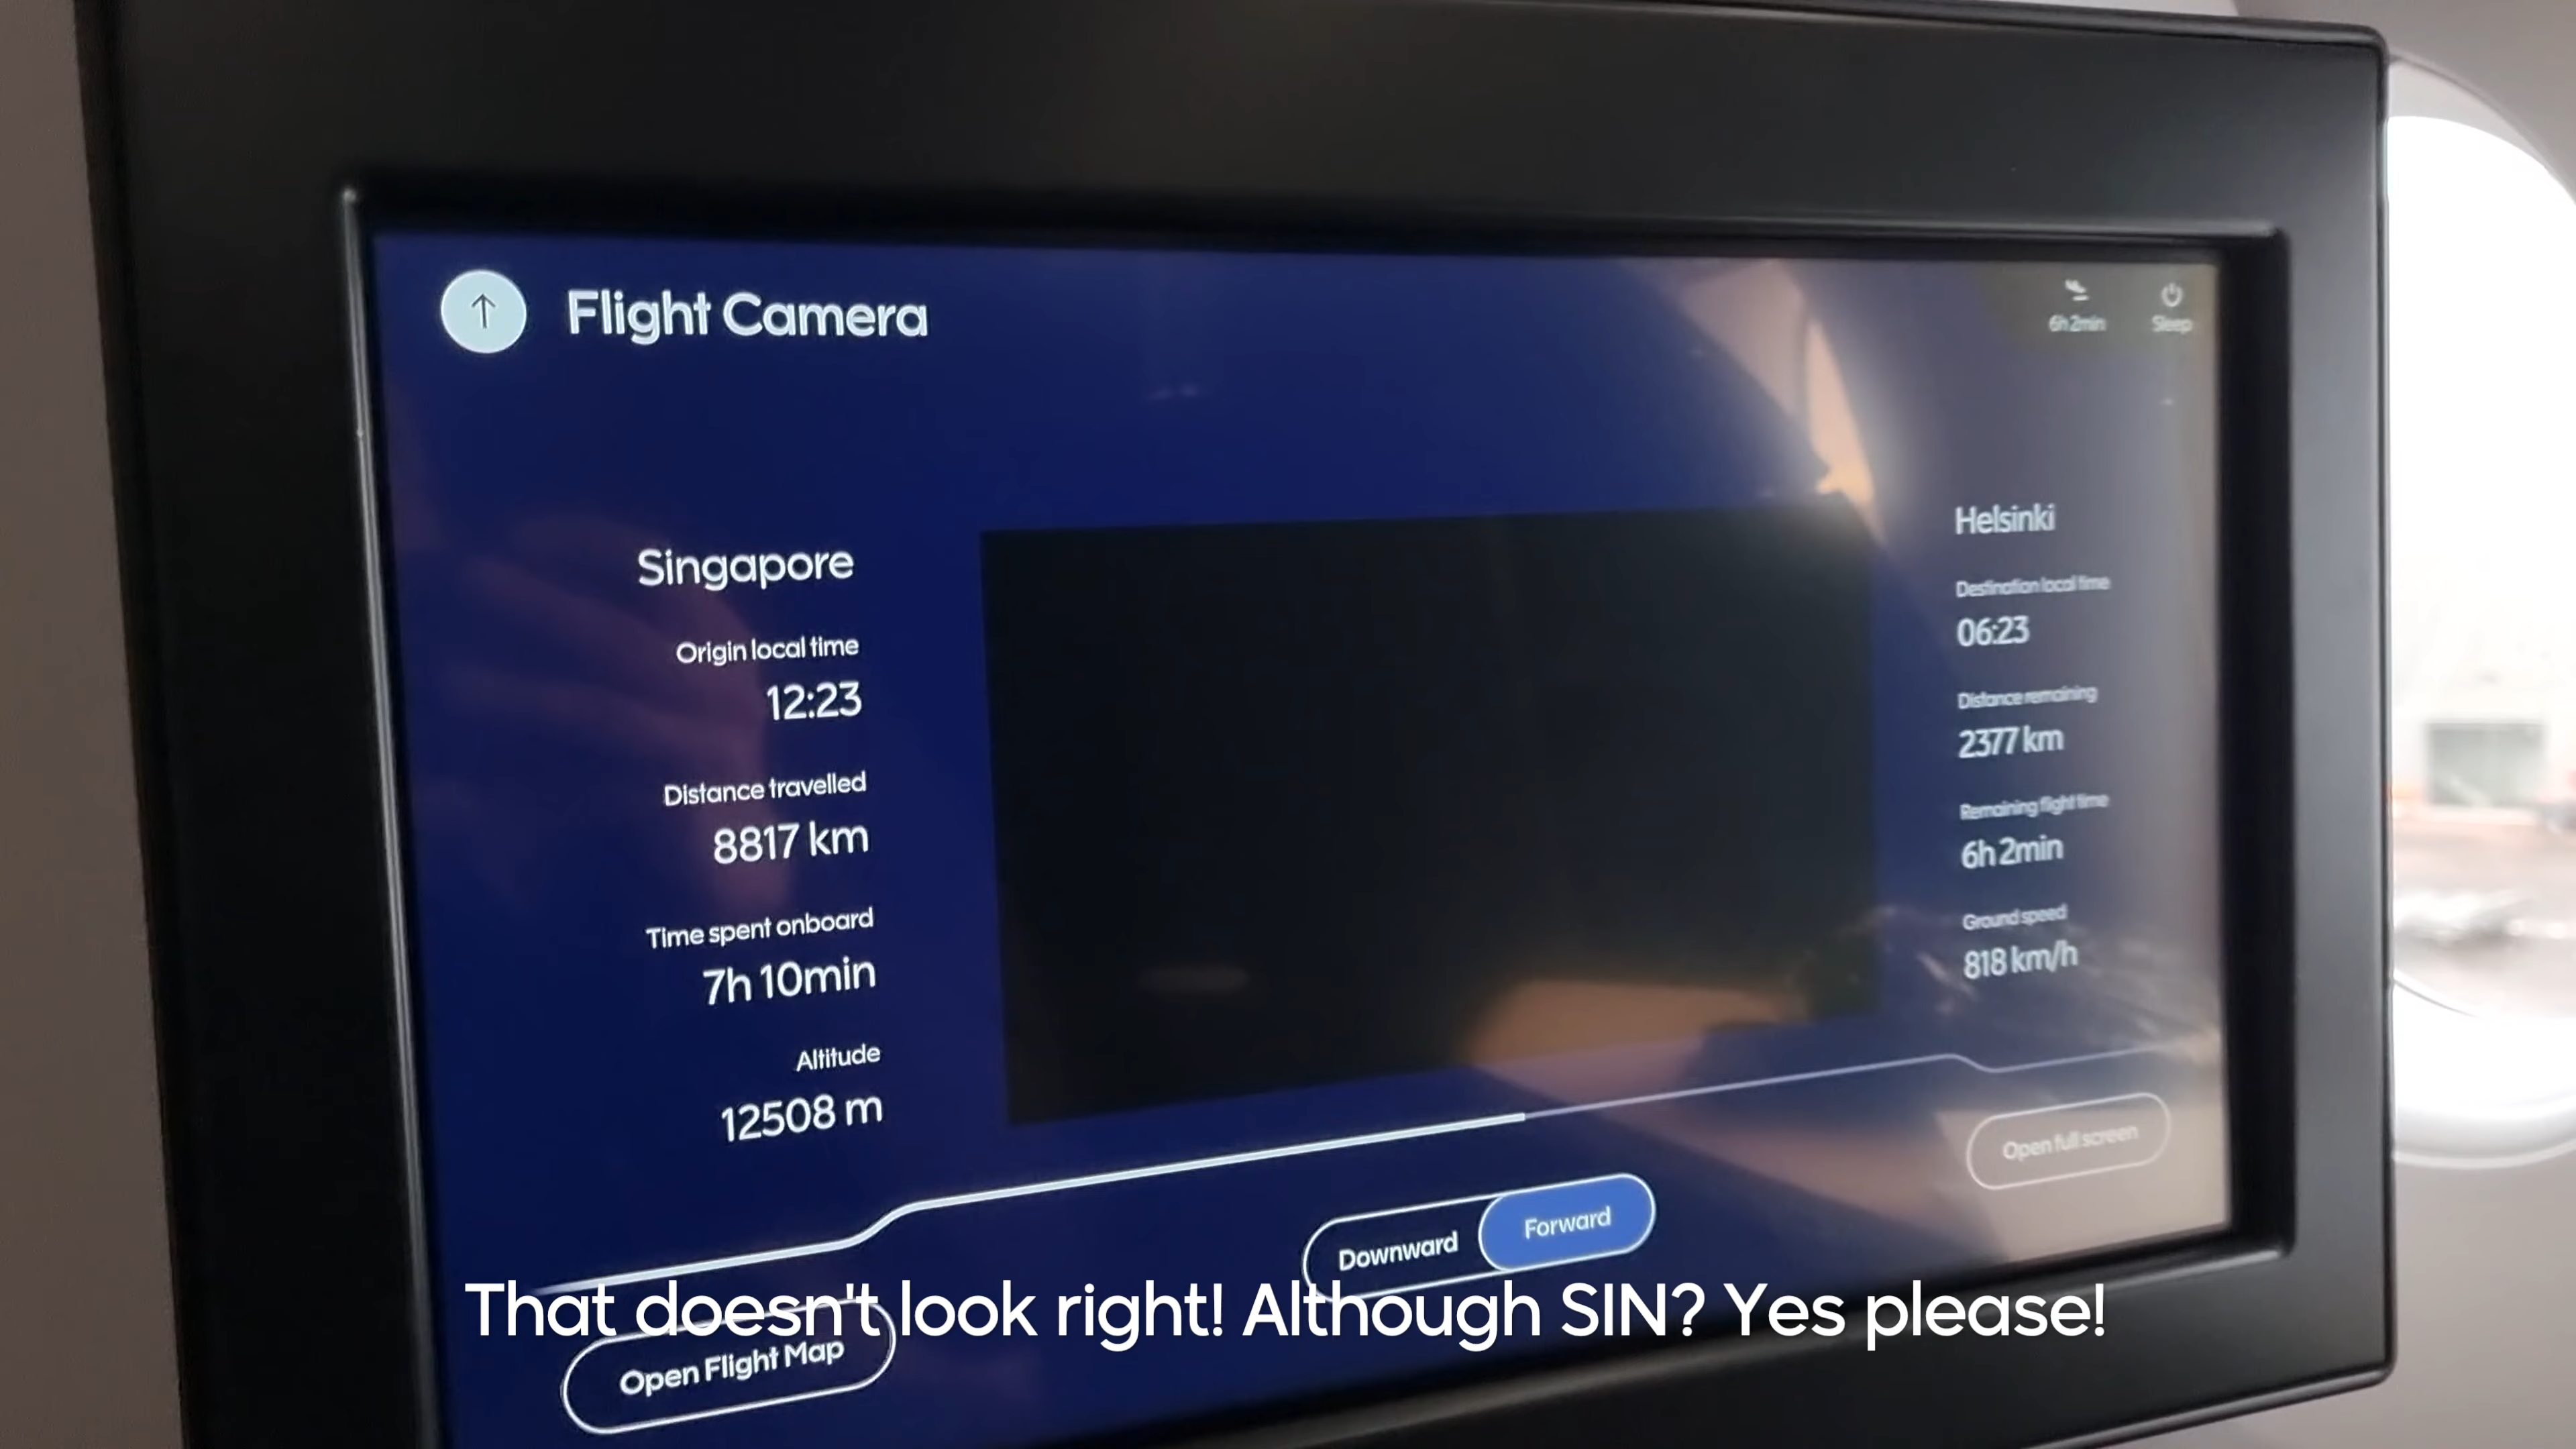 Flight Camera
6h 2min
Sleep
Singapore
Origin local time
12:23
Distance travelled
8817 km
Time spent onboard
7h 10min
Altitude
12508 m
Helsinki
Destination local time
06:23
Distance remaining
2377 km
Remaining flight time
6h 2min
Ground speed
818 km/h
Open full screen
Downward
Forward
That doesn't look right! Although SIN? Yes please!
Open Flight Map